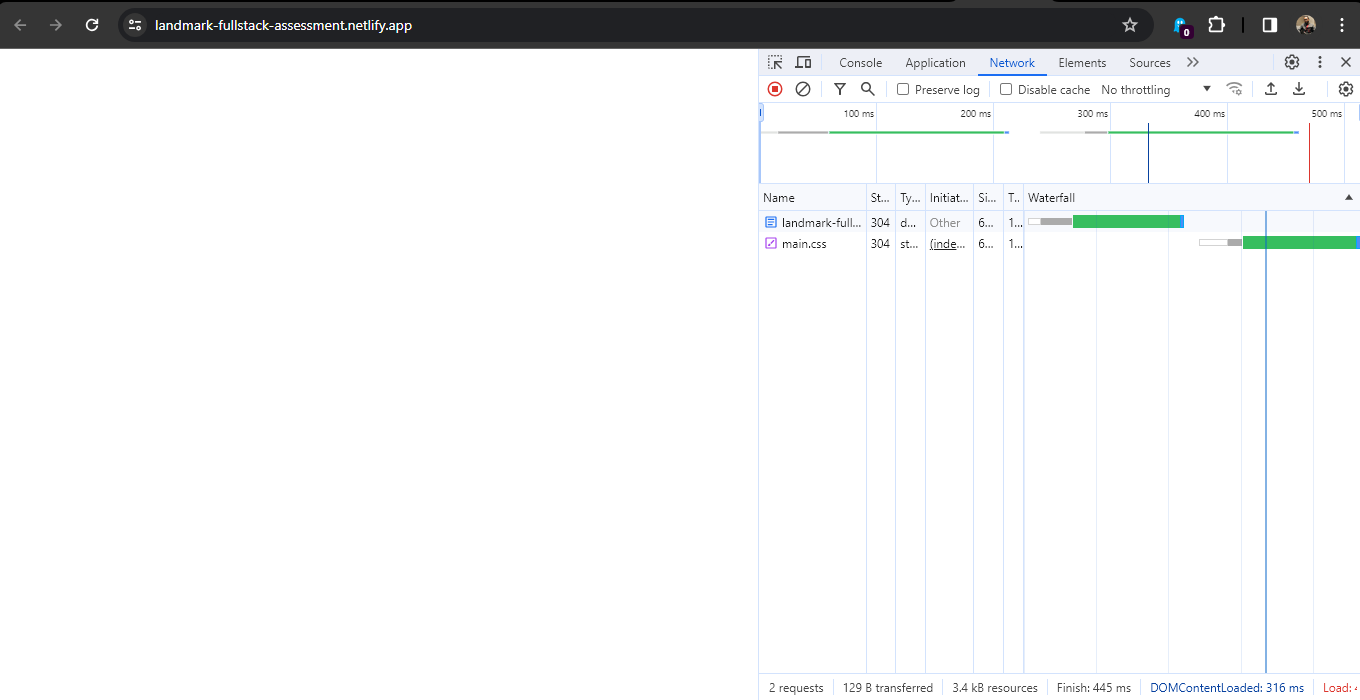 landmark-fullstack-assessment.netlify.app
0
Console Application Network Elements Sources
Preserve log Disable cache No throttling
100 ms 200 ms 300 ms 400 ms 500 ms
Name St... Ty... Initiat... Si... T.. Waterfall
landmark-full... 304 d... Other 6... 1...
main.css 304 st... (inde... 6... 1...
2 requests 129 B transferred 3.4 kB resources Finish: 445 ms DOMContentLoaded: 316 ms Load: